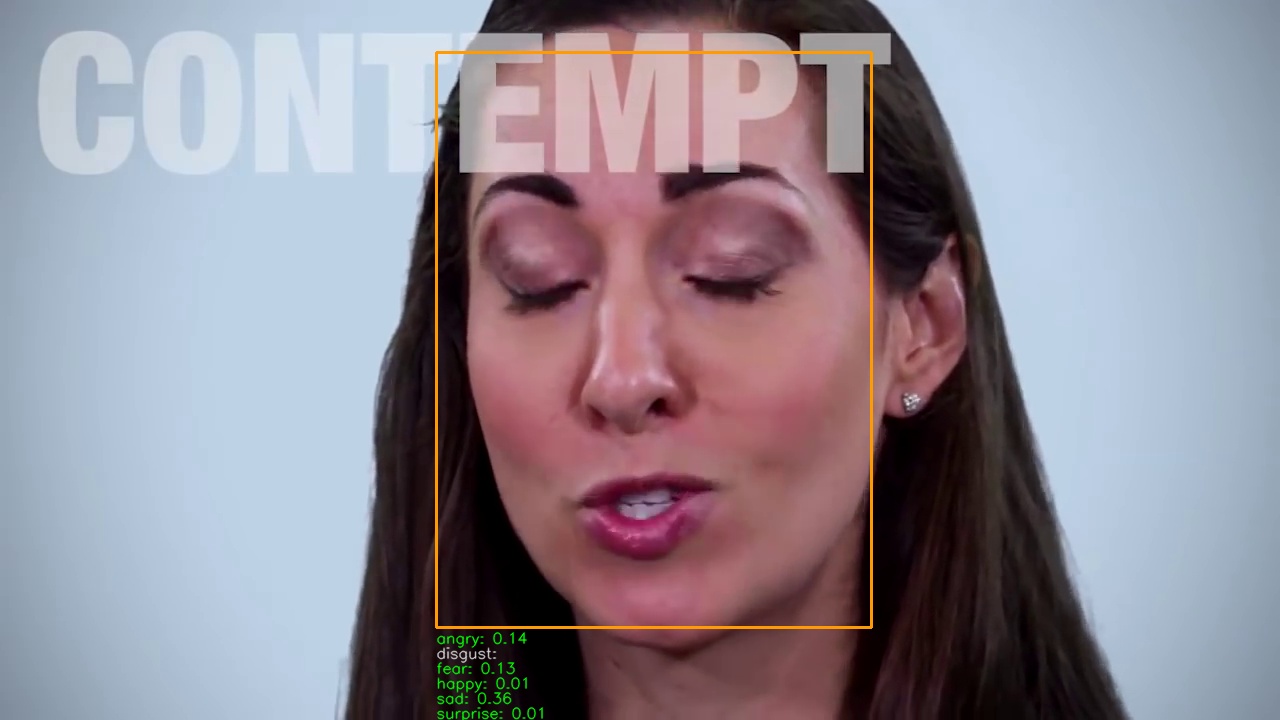 CONTEMPT
angry: 0.14
disgust:
fear: 0.13
happy: 0.01
sad: 0.36
surprise: 0.01